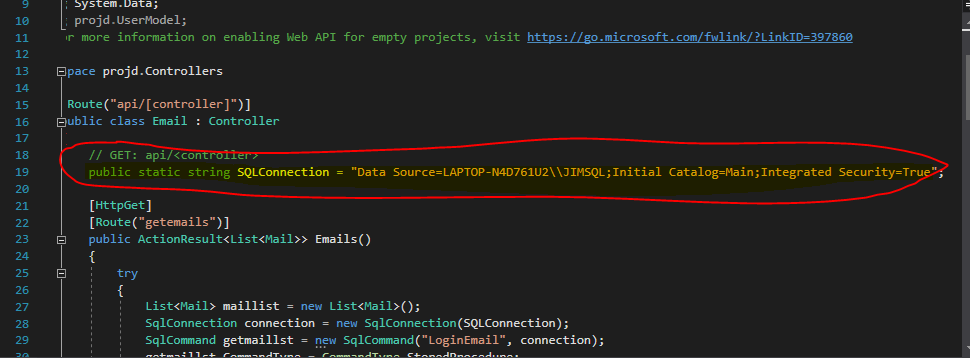 9 System.Data;
10 projd.UserModel;
11 or more information on enabling Web API for empty projects, visit https://go.microsoft.com/fwlink/?LinkID=397860
12
13 pace projd.Controllers
14
15 Route("api/[controller]")]
16 ublic class Email : Controller
17
18 // GET: api/<controller>
19 public static string SQLConnection = "Data Source=LAPTOP-N4D761U2\\JIMSQL;Initial Catalog=Main;Integrated Security=True";
20
21 [HttpGet]
22 [Route("getemails")]
23 public ActionResult<List<Mail>> Emails()
24 {
25 try
26 {
27 List<Mail> maillist = new List<Mail>();
28 SqlConnection connection = new SqlConnection(SQLConnection);
29 SqlCommand getmaillst = new SqlCommand("LoginEmail", connection);
30 getmaillst.CommandType = CommandType.StoredProcedure;